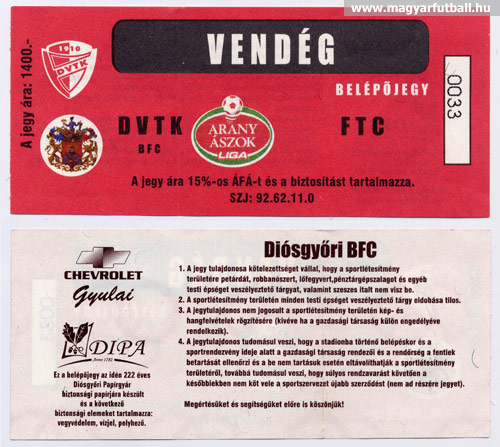 www.magyarfutball.hu
1910
DVTK
VENDÉG
BELÉPÕJEGY
A jegy ára: 1400.-
0033
DVTK
BFC
ARANY
ÁSZOK
LIGA
FTC
A jegy ára 15%-os ÁFÁ-t és a biztosítást tartalmazza.
SZJ: 92.62.11.0
CHEVROLET
Gyulai
DIPA
from 1782
Ez a belépőjegy az idén 222 éves
Diósgyőri Papírgyár
biztonsági papírjára készült
és a következő
biztonsági elemeket tartalmazza:
vegyvédelem, vízjel, pelyhező.
Diósgyőri BFC
1. A jegy tulajdonosa kötelezettséget vállal, hogy a sportlétesítmény
területére petárdát, robbanószert, lőfegyvert,pénztárgépszalagot és egyéb
testi épséget veszélyeztető tárgyat, valamint szeszes italt nem visz be.
2. A sportlétesítmény területén minden testi épséget veszélyeztető tárg eldobása tilos.
3. A jegytulajdonos nem jogosult a sportlétesítmény területén kép- és
hangfelvételek rögzítésére (kivéve ha a gazdasági társaság külön engedélyéve
rendelkezik).
4. A jegytulajdonos tudomásul veszi, hogy a stadionba történő belépéskor és a
sportrendezvény ideje alatt a gazdasági társaság rendezői és a rendőrség a fentiek
betartását ellenőrzi és a be nem tartásuk esetén eltávolíthatják a sportlétesítmény
területéről, továbbá tudomásul veszi, hogy súlyos rendzavarást követően a
későbbiekben nem köt vele a sportszervezet újabb szerződést (nem ad részére jegyet).
Megértésüket és segítségüket előre is köszönjük!